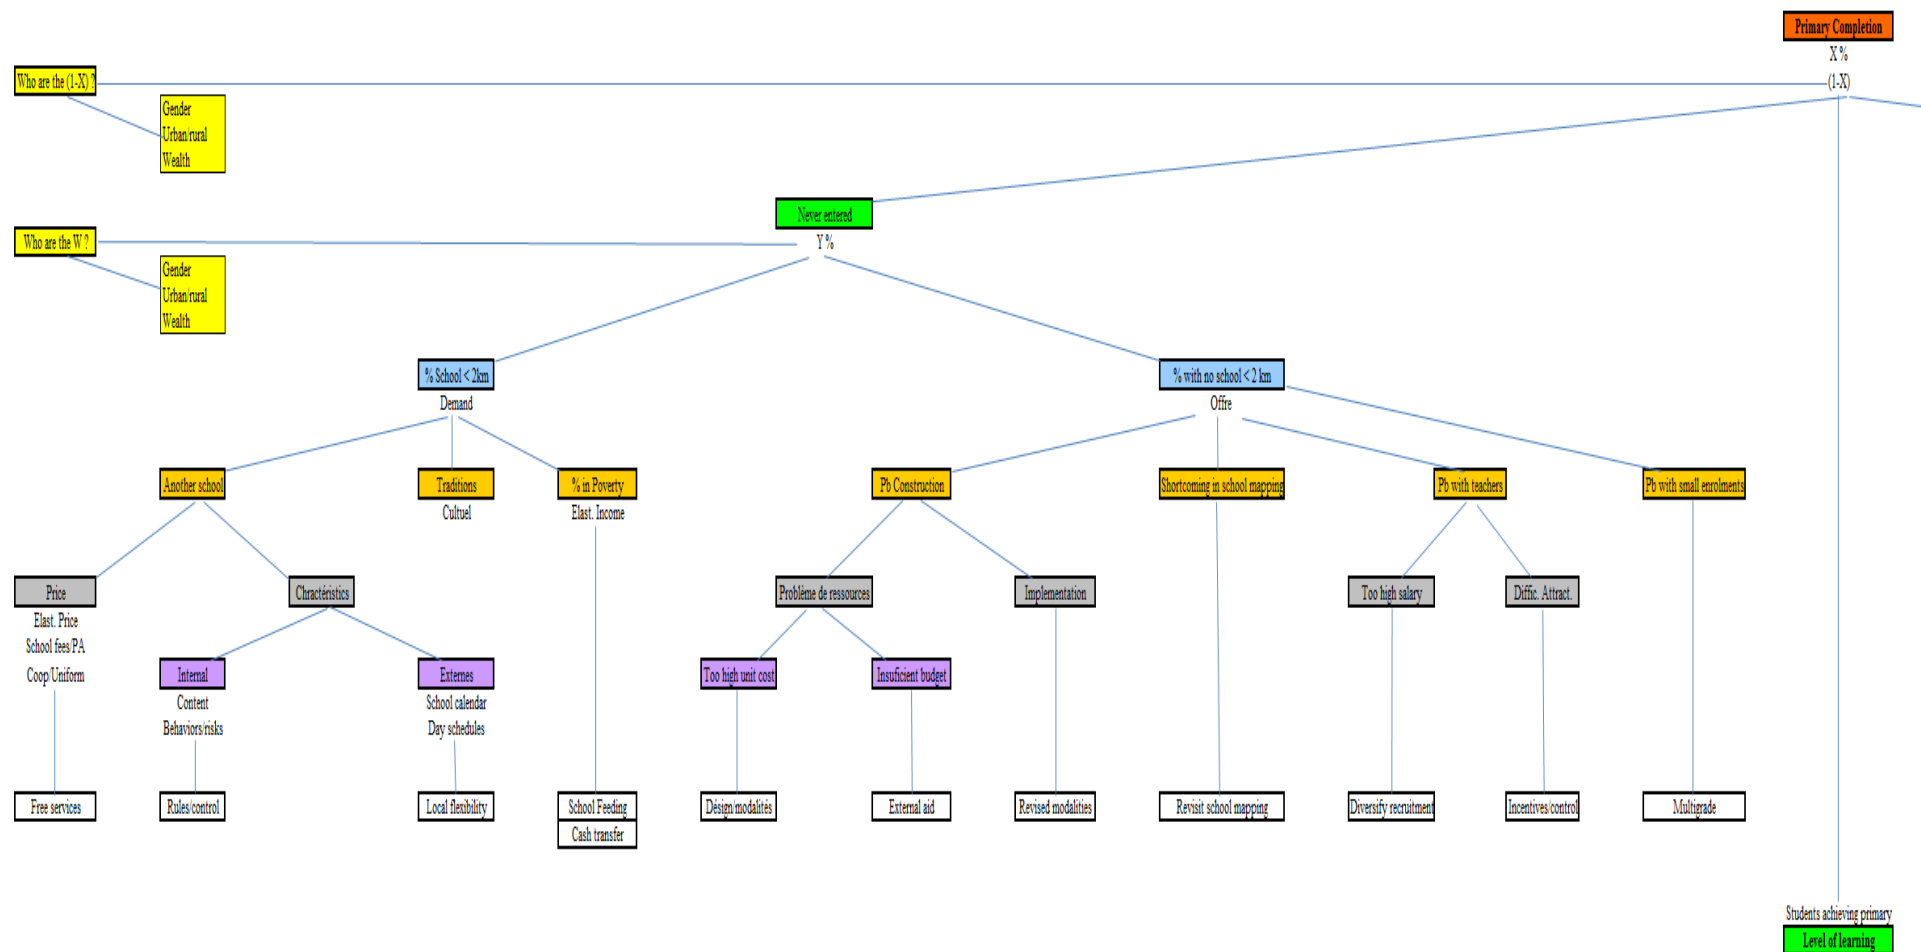 Primary Completion
X %
(1-X)
Who are the (1-X) ?
Gender
Urban/rural
Wealth
Never entered
Y %
Who are the W ?
Gender
Urban/rural
Wealth
% School < 2km
Demand
% with no school < 2 km
Offre
Another school
Traditions
Cultuel
% in Poverty
Elast. Income
Pb Construction
Shortcoming in school mapping
Pb with teachers
Pb with small enrolments
Price
Elast. Price
School fees/PA
Coop/Uniform
Chractéristics
Problème de ressources
Implementation
Too high salary
Diffic. Attract.
Internal
Content
Behaviors/risks
Externes
School calendar
Day schedules
Too high unit cost
Insuficient budget
Free services
Rules/control
Local flexibility
School Feeding
Cash transfer
Désign/modalités
External aid
Revised modalities
Revisit school mapping
Diversify recruitment
Incentives/control
Multigrade
Students achieving primary
Level of learning